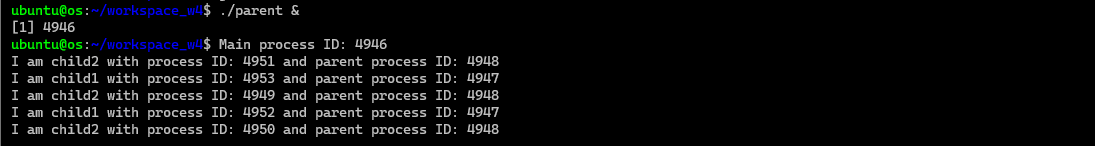 ubuntu@os:~/workspace_w4$ ./parent &
[1] 4946
ubuntu@os:~/workspace_w4$ Main process ID: 4946
I am child2 with process ID: 4951 and parent process ID: 4948
I am child1 with process ID: 4953 and parent process ID: 4947
I am child2 with process ID: 4949 and parent process ID: 4948
I am child1 with process ID: 4952 and parent process ID: 4947
I am child2 with process ID: 4950 and parent process ID: 4948